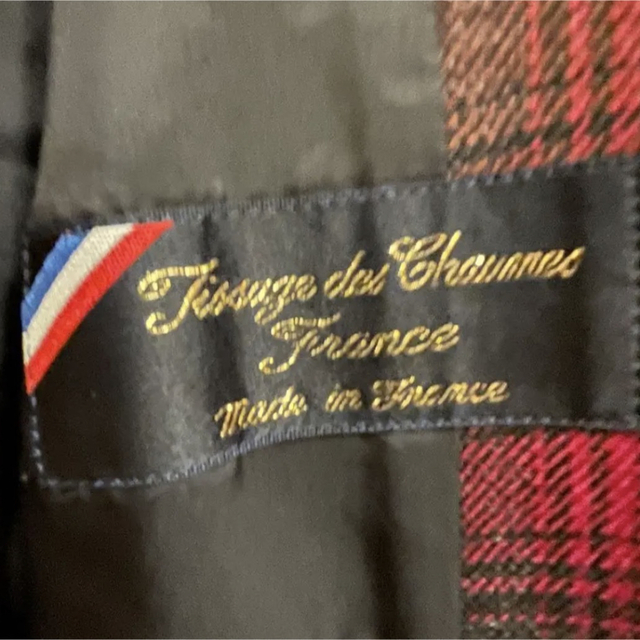 Tissage des Chaumes
France
Made in France